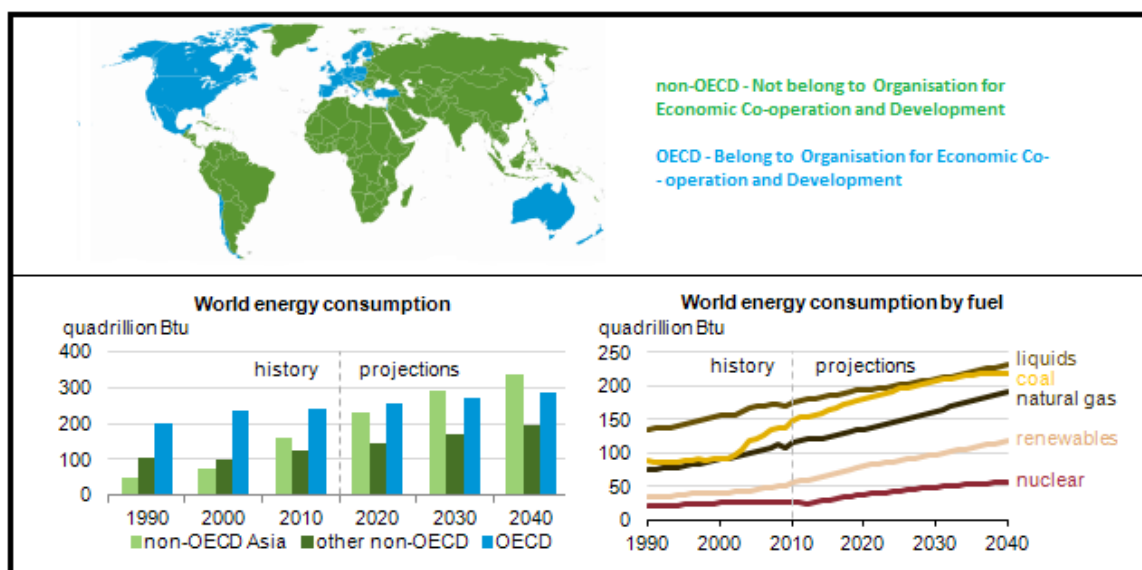 non-OECD - Not belong to Organisation for
Economic Co-operation and Development
OECD - Belong to Organisation for Economic Co-
- operation and Development
World energy consumption
quadrillion Btu
400
300
200
100
0
history
projections
1990 2000 2010 2020 2030 2040
non-OECD Asia other non-OECD OECD
World energy consumption by fuel
quadrillion Btu
250
200
150
100
50
0
history
projections
liquids
coal
natural gas
renewables
nuclear
1990 2000 2010 2020 2030 2040